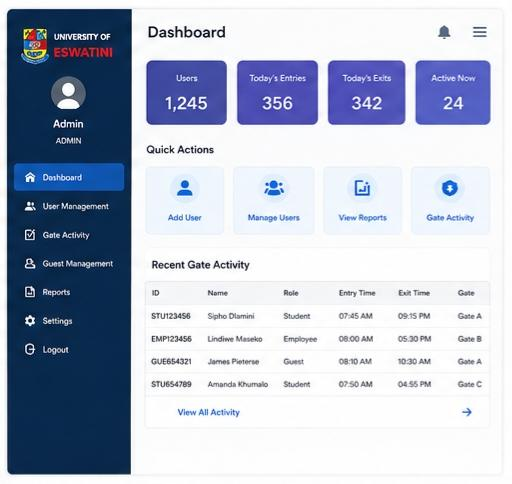 UNIVERSITY OF
ESWATINI
Admin
ADMIN
Dashboard
User Management
Gate Activity
Guest Management
Reports
Settings
Logout
Dashboard
Users Today's Entries Today's Exits Active Now
1,245 356 342 24
Quick Actions
Add User Manage Users View Reports Gate Activity
Recent Gate Activity
ID Name Role Entry Time Exit Time Gate
STU123456 Sipho Dlamini Student 07:45 AM 09:15 PM Gate A
EMP123456 Lindiwe Maseko Employee 08:00 AM 05:30 PM Gate B
GUE654321 James Pieterse Guest 08:10 AM 10:30 AM Gate A
STU654789 Amanda Khumalo Student 07:50 AM 04:55 PM Gate C
View All Activity